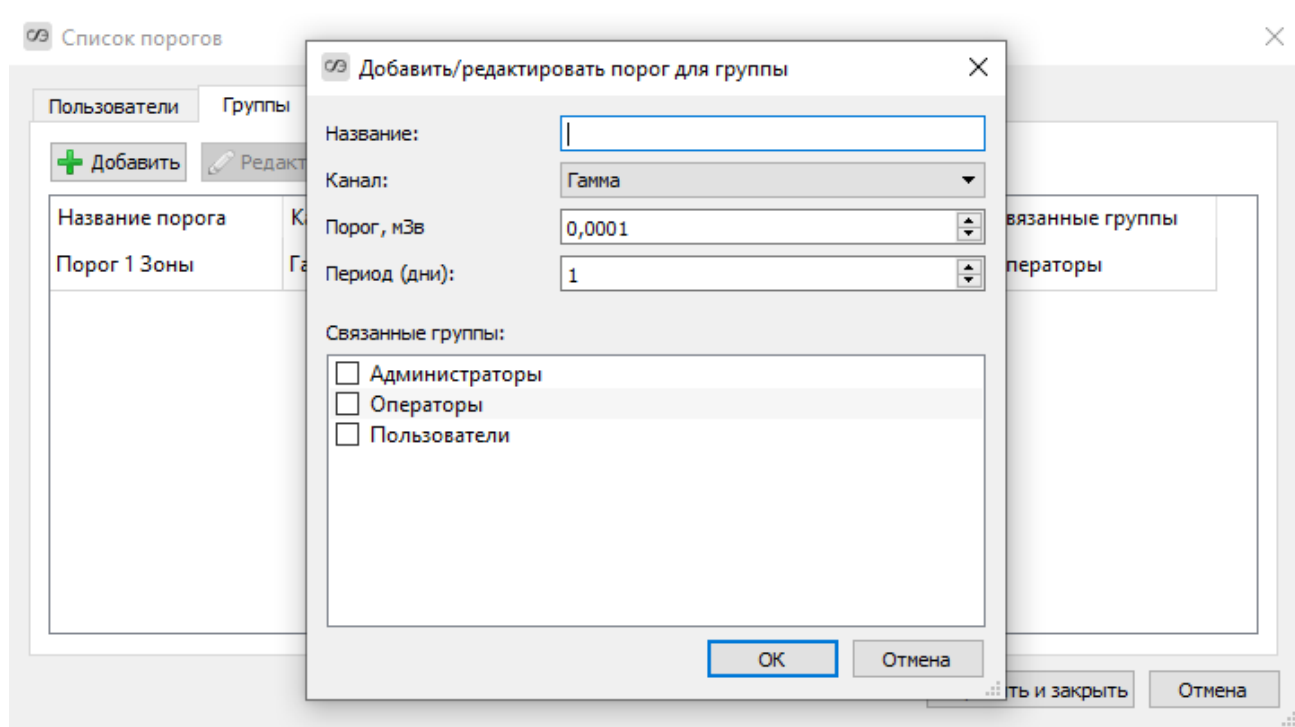 Список порогов
Добавить/редактировать порог для группы
Пользователи Группы
Название:
Добавить
Канал: Гамма
Название порога вязанные группы
Порог, мЗв 0,0001
Порог 1 Зоны ператоры
Период (дни): 1
Связанные группы:
Администраторы
Операторы
Пользователи
OK Отмена
ть и закрыть Отмена